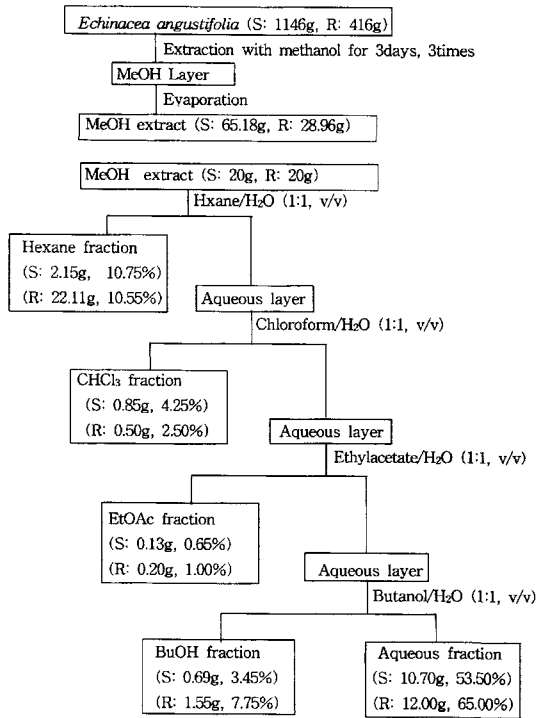 Echinacea angustifolia (S: 1146g, R: 416g)
Extraction with methanol for 3days, 3times
MeOH Layer
Evaporation
MeOH extract (S: 65.18g, R: 28.96g)
MeOH extract (S: 20g, R: 20g)
Hxane/H₂O (1:1, v/v)
Hexane fraction
(S: 2.15g, 10.75%)
(R: 22.11g, 10.55%)
Aqueous layer
Chloroform/H₂O (1:1, v/v)
CHCl₃ fraction
(S: 0.85g, 4.25%)
(R: 0.50g, 2.50%)
Aqueous layer
Ethylacetate/H₂O (1:1, v/v)
EtOAc fraction
(S: 0.13g, 0.65%)
(R: 0.20g, 1.00%)
Aqueous layer
Butanol/H₂O (1:1, v/v)
BuOH fraction
(S: 0.69g, 3.45%)
(R: 1.55g, 7.75%)
Aqueous fraction
(S: 10.70g, 53.50%)
(R: 12.00g, 65.00%)